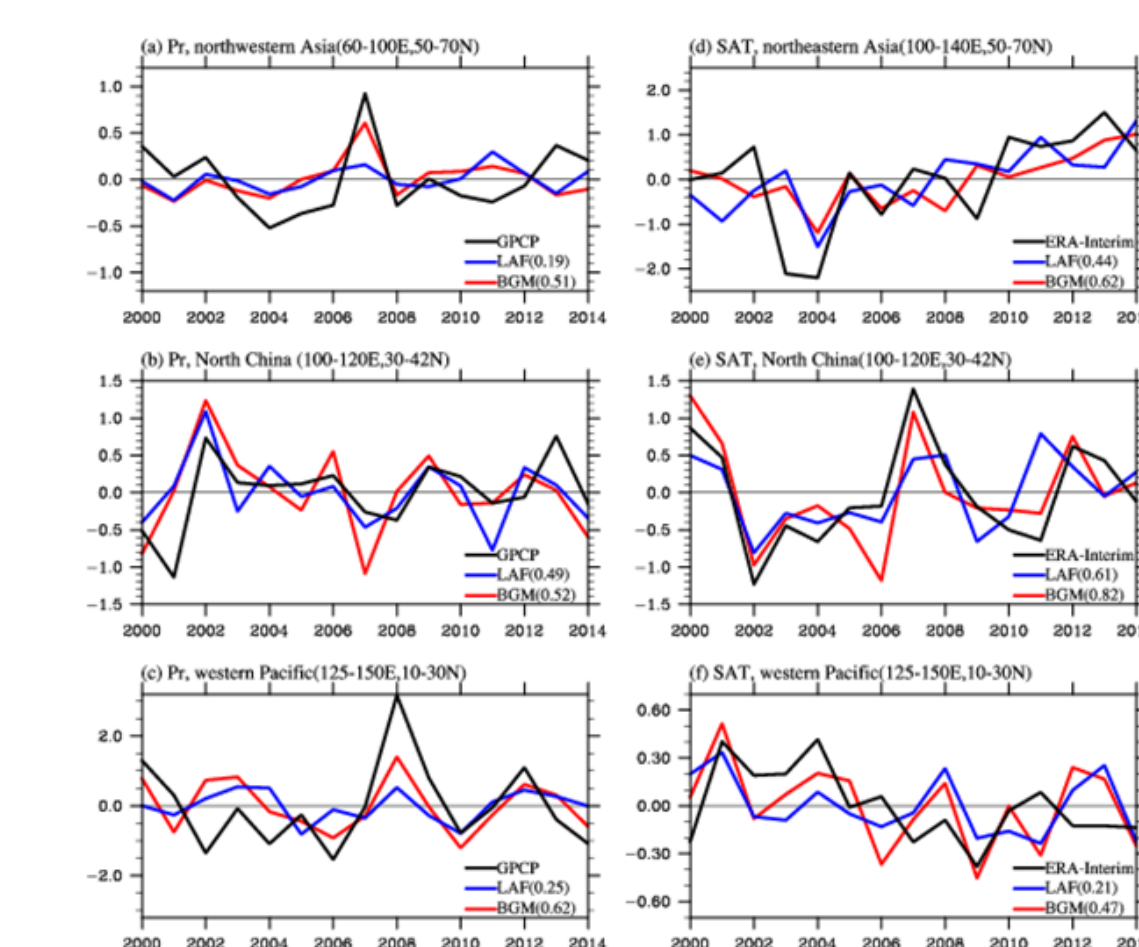 (a) Pr, northwestern Asia(60-100E,50-70N)
1.0
0.5
0.0
−0.5
−1.0
GPCP
LAF(0.19)
BGM(0.51)
2000 2002 2004 2006 2008 2010 2012 2014
(d) SAT, northeastern Asia(100-140E,50-70N)
2.0
1.0
0.0
−1.0
−2.0
ERA-Interim
LAF(0.44)
BGM(0.62)
2000 2002 2004 2006 2008 2010 2012 201
(b) Pr, North China (100-120E,30-42N)
1.5
1.0
0.5
0.0
−0.5
−1.0
−1.5
GPCP
LAF(0.49)
BGM(0.52)
2000 2002 2004 2006 2008 2010 2012 2014
(e) SAT, North China(100-120E,30-42N)
1.5
1.0
0.5
0.0
−0.5
−1.0
−1.5
ERA-Interim
LAF(0.61)
BGM(0.82)
2000 2002 2004 2006 2008 2010 2012 201
(c) Pr, western Pacific(125-150E,10-30N)
2.0
0.0
−2.0
GPCP
LAF(0.25)
BGM(0.62)
2000 2002 2004 2006 2008 2010 2012 2014
(f) SAT, western Pacific(125-150E,10-30N)
0.60
0.30
0.00
−0.30
−0.60
ERA-Interim
LAF(0.21)
BGM(0.47)
2000 2002 2004 2006 2008 2010 2012 201